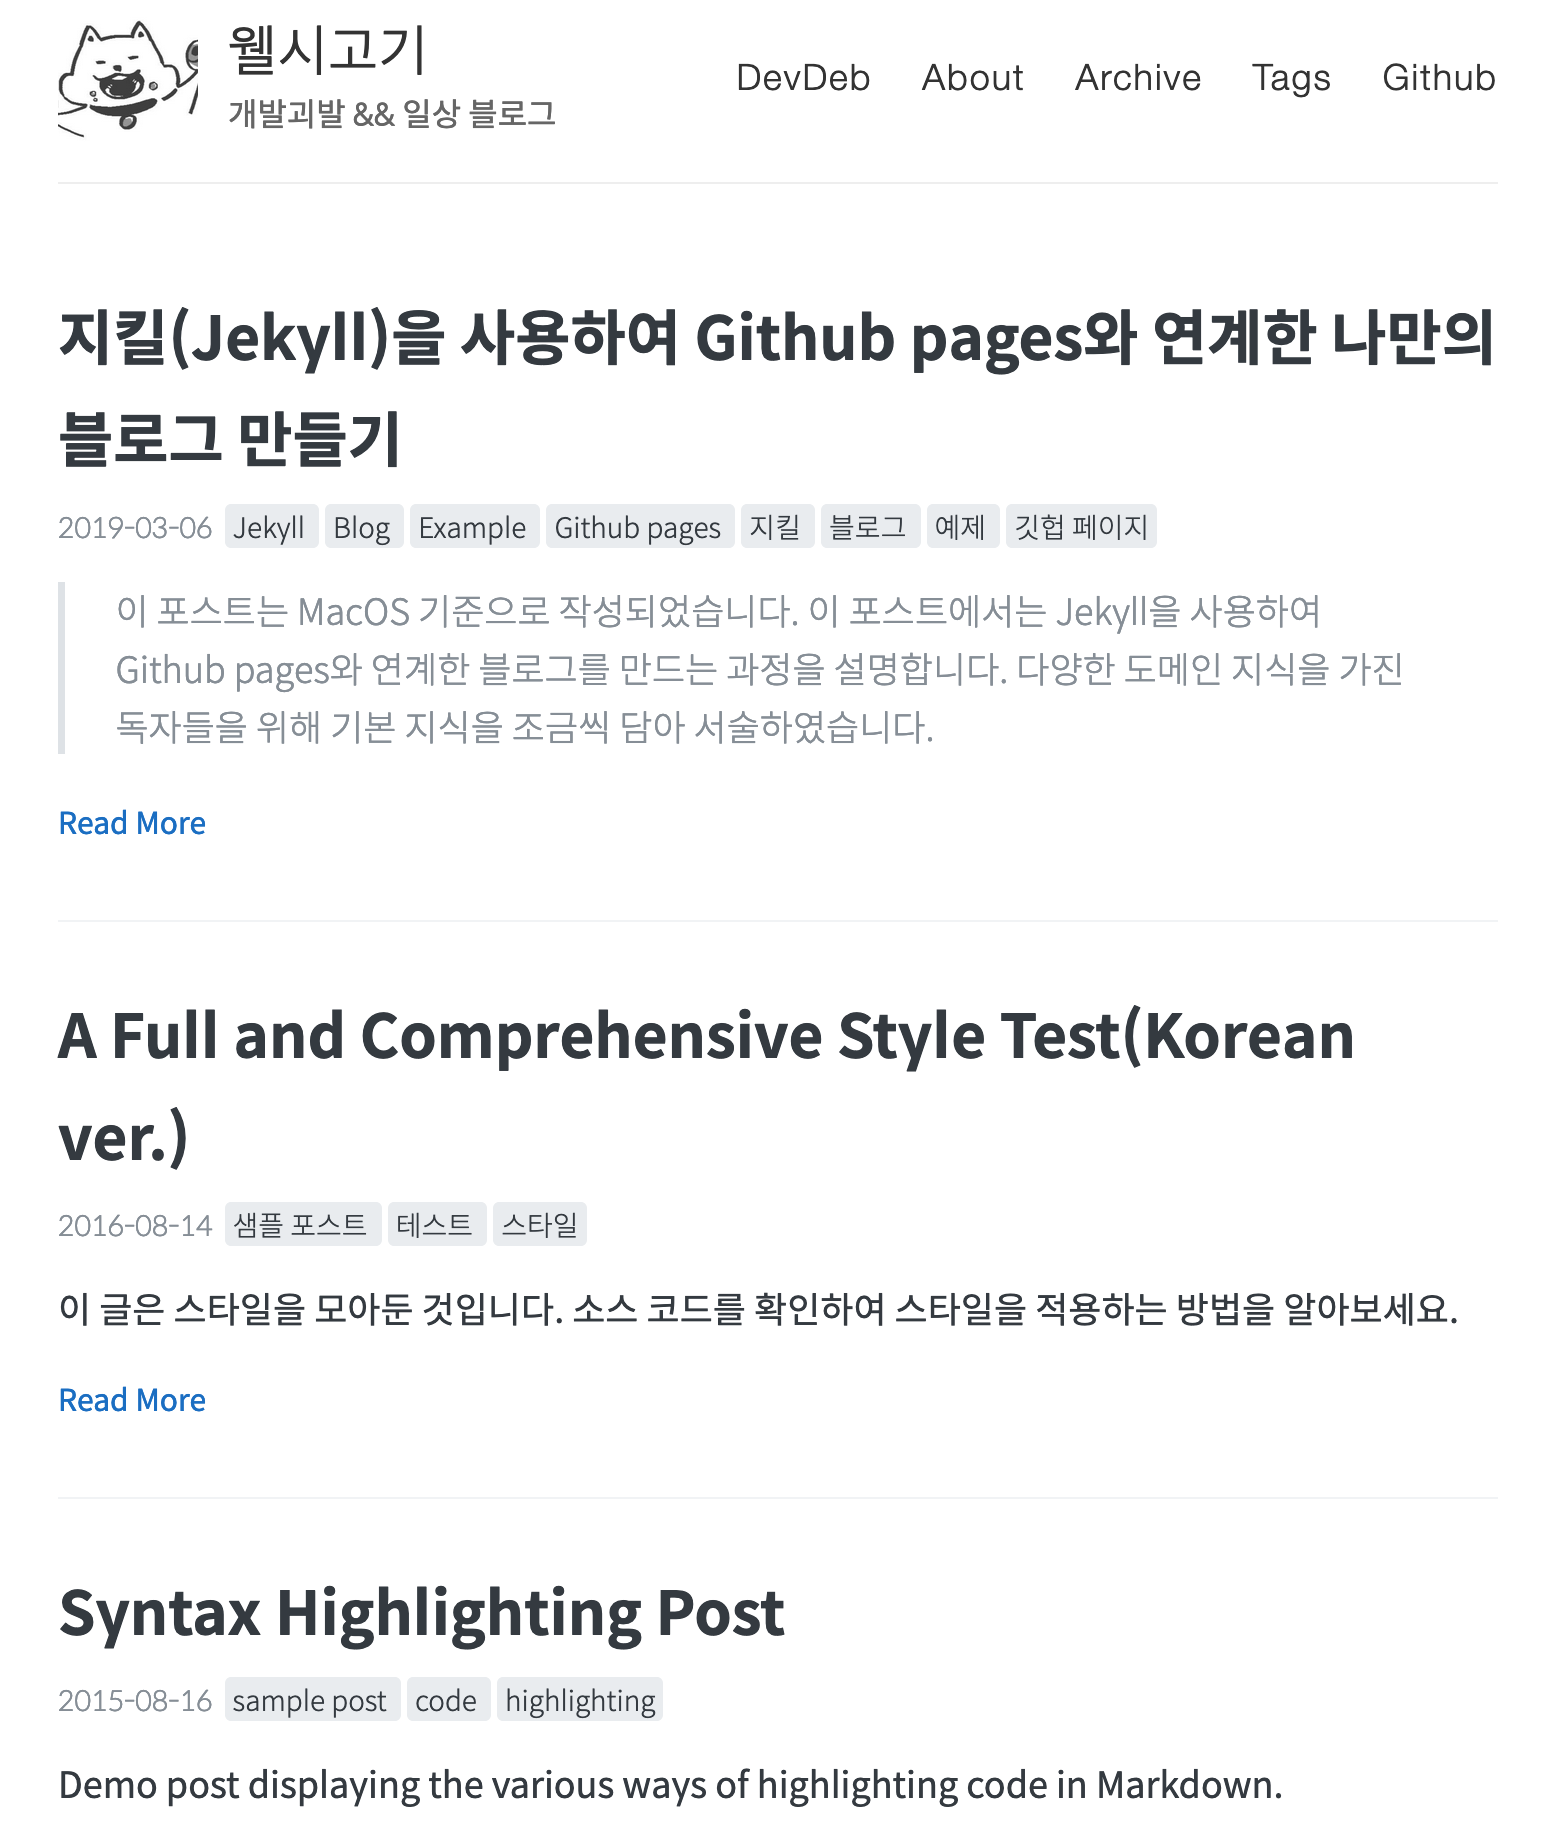 웰시고기
개발괴발 && 일상 블로그
DevDeb About Archive Tags Github
지킬(Jekyll)을 사용하여 Github pages와 연계한 나만의
블로그 만들기
2019-03-06 Jekyll Blog Example Github pages 지킬 블로그 예제 깃헙 페이지
이 포스트는 MacOS 기준으로 작성되었습니다. 이 포스트에서는 Jekyll을 사용하여
Github pages와 연계한 블로그를 만드는 과정을 설명합니다. 다양한 도메인 지식을 가진
독자들을 위해 기본 지식을 조금씩 담아 서술하였습니다.
Read More
A Full and Comprehensive Style Test(Korean
ver.)
2016-08-14 샘플 포스트 테스트 스타일
이 글은 스타일을 모아둔 것입니다. 소스 코드를 확인하여 스타일을 적용하는 방법을 알아보세요.
Read More
Syntax Highlighting Post
2015-08-16 sample post code highlighting
Demo post displaying the various ways of highlighting code in Markdown.